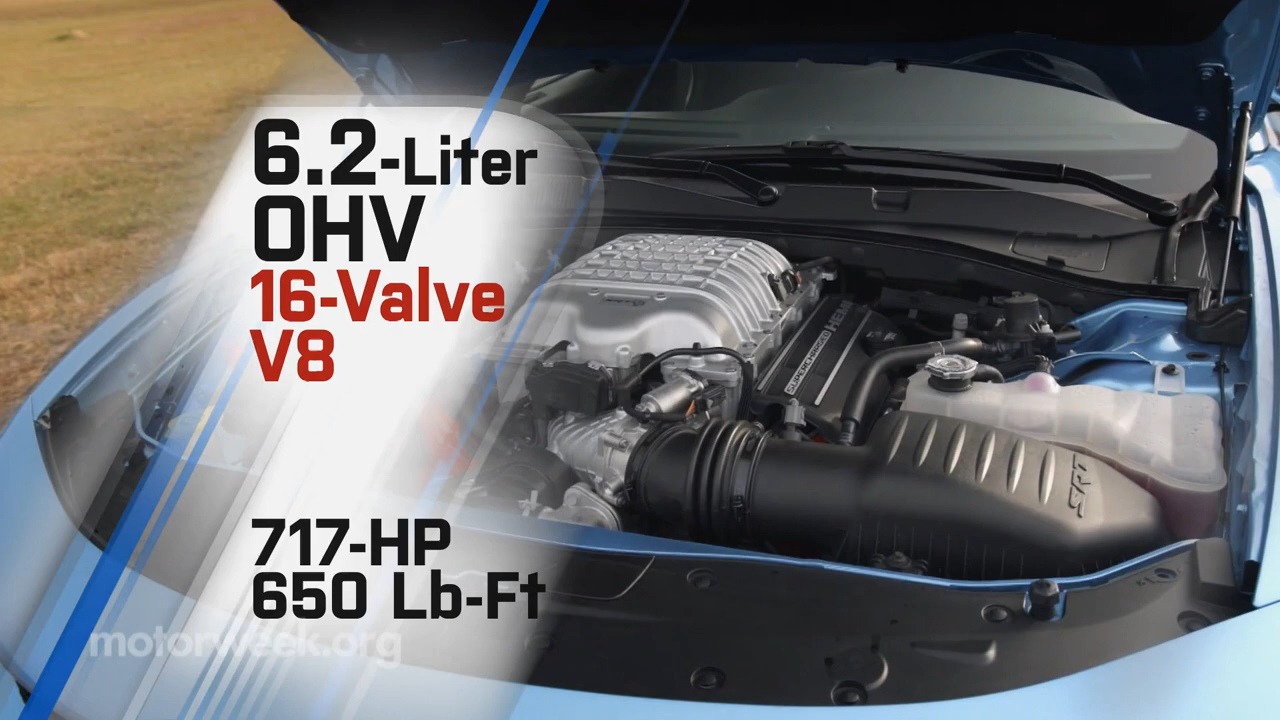 6.2-Liter
OHV
16-Valve
V8
SUPERCHARGED HEMI
SRT
717-HP
650 Lb-Ft
motorweek.org